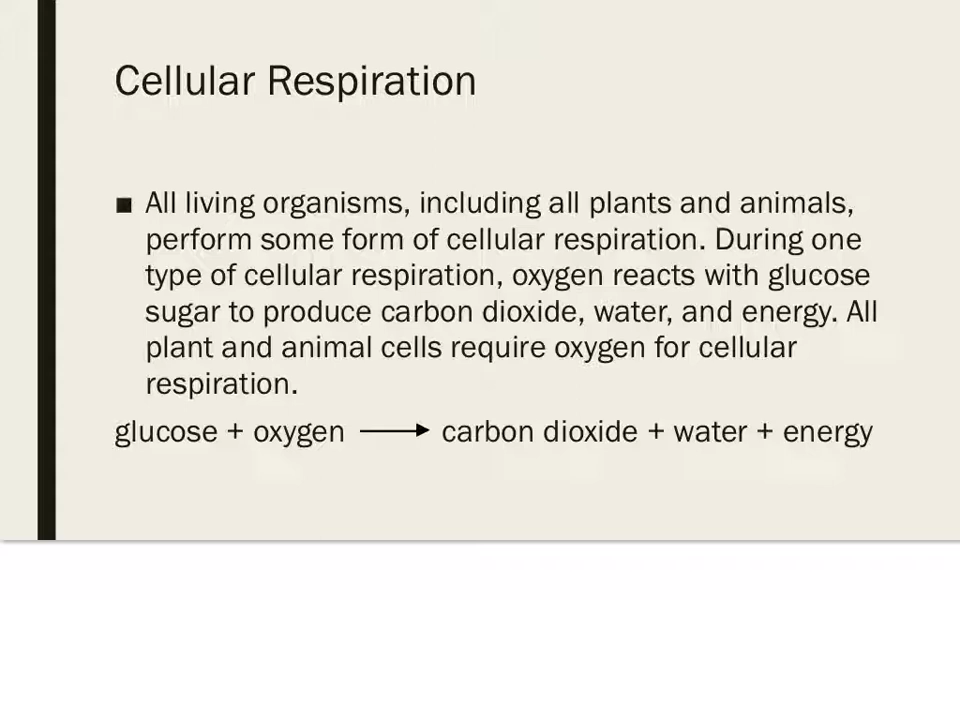 Cellular Respiration
■ All living organisms, including all plants and animals,
perform some form of cellular respiration. During one
type of cellular respiration, oxygen reacts with glucose
sugar to produce carbon dioxide, water, and energy. All
plant and animal cells require oxygen for cellular
respiration.
glucose + oxygen ⟶ carbon dioxide + water + energy